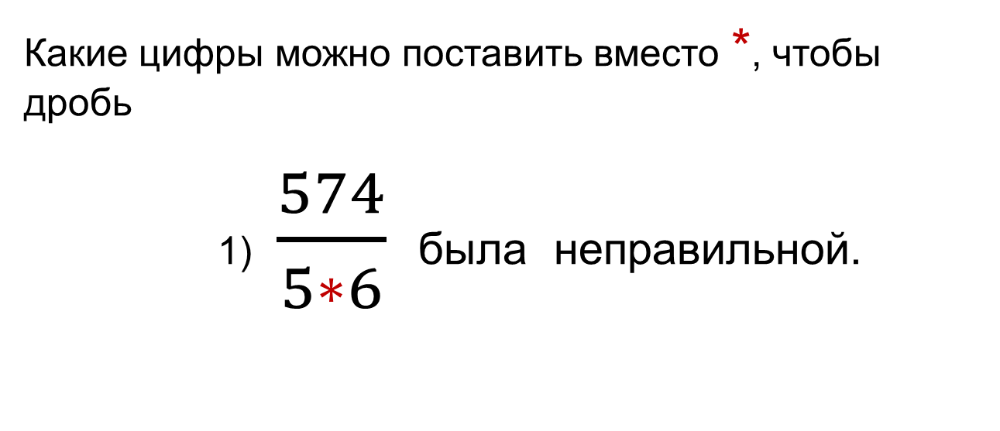 Какие цифры можно поставить вместо *, чтобы
дробь
574
1) была неправильной.
5*6